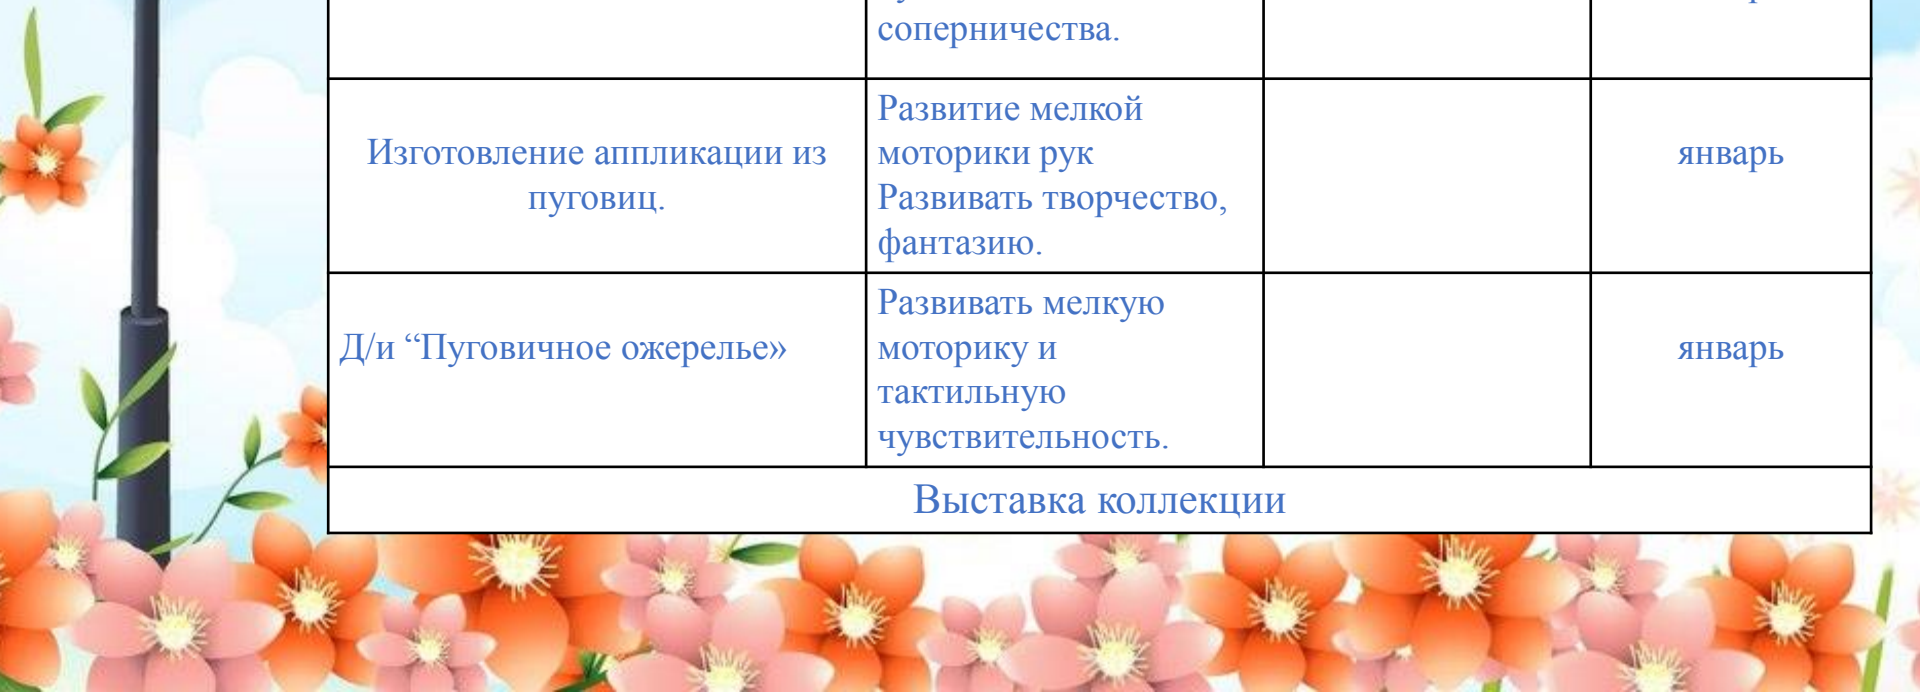 соперничества.
Изготовление аппликации из
пуговиц.
Развитие мелкой
моторики рук
Развивать творчество,
фантазию.
январь
Д/и “Пуговичное ожерелье»
Развивать мелкую
моторику и
тактильную
чувствительность.
январь
Выставка коллекции